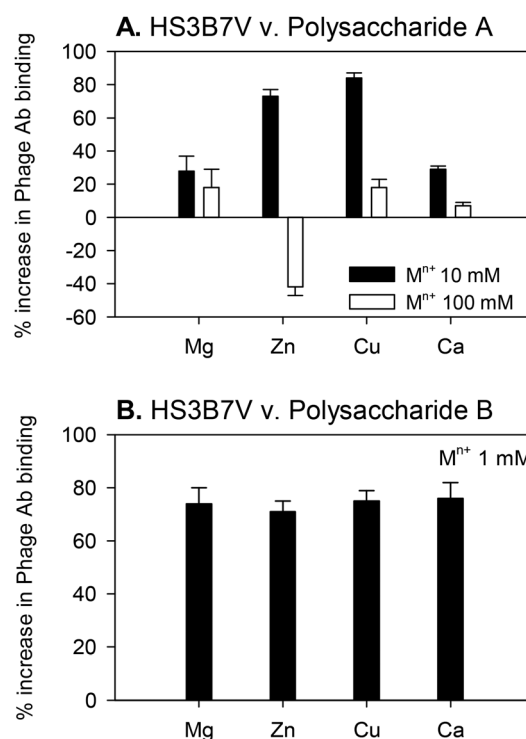 A. HS3B7V v. Polysaccharide A
% increase in Phage Ab binding
100
80
60
40
20
0
-20
-40
-60
Mⁿ⁺ 10 mM
Mⁿ⁺ 100 mM
Mg Zn Cu Ca
B. HS3B7V v. Polysaccharide B
% increase in Phage Ab binding
100
80
60
40
20
0
Mⁿ⁺ 1 mM
Mg Zn Cu Ca